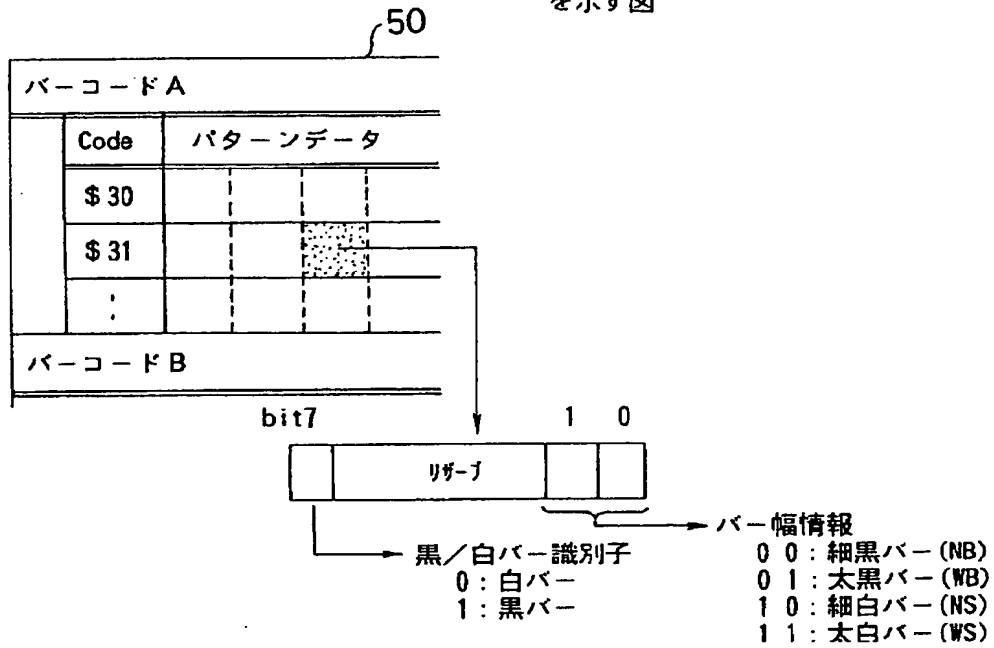 を示す図
50
バーコードA
Code パターンデータ
$30
$31
バーコードB
bit7 1 0
リザーブ
バー幅情報
黒／白バー識別子
0 0 : 細黒バー(NB)
0 : 白バー
0 1 : 太黒バー(WB)
1 : 黒バー
1 0 : 細白バー(NS)
1 1 : 太白バー(WS)